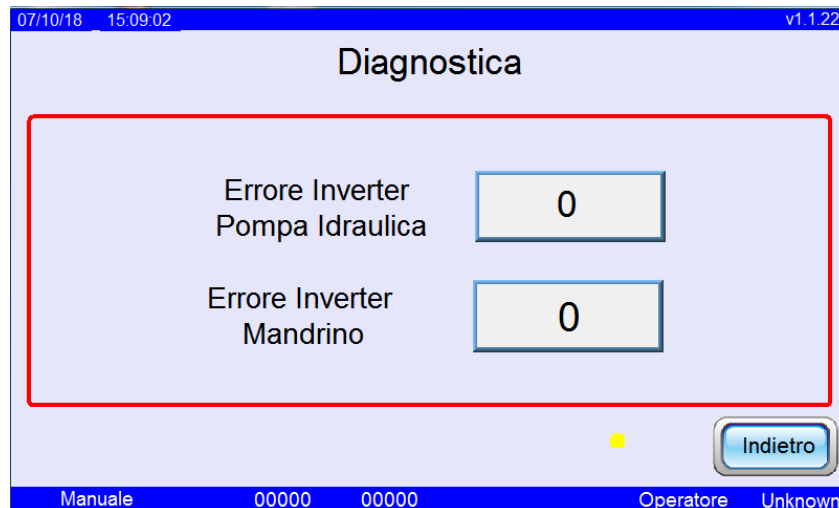 07/10/18 15:09:02 v1.1.22
Diagnostica
Errore Inverter
Pompa Idraulica
0
Errore Inverter
Mandrino
0
Indietro
Manuale 00000 00000 Operatore Unknown